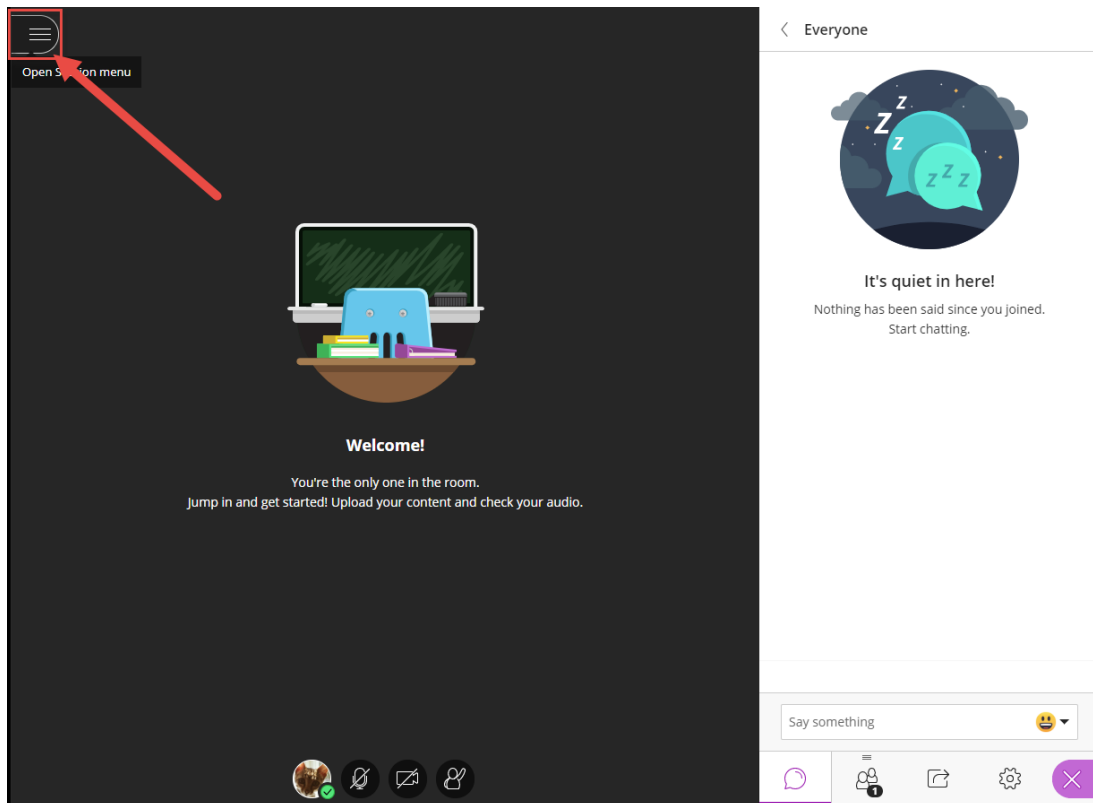 Everyone
Open Session menu
Z
Z
Z
Z Z Z
It's quiet in here!
Nothing has been said since you joined.
Start chatting.
Welcome!
You're the only one in the room.
Jump in and get started! Upload your content and check your audio.
Say something
1